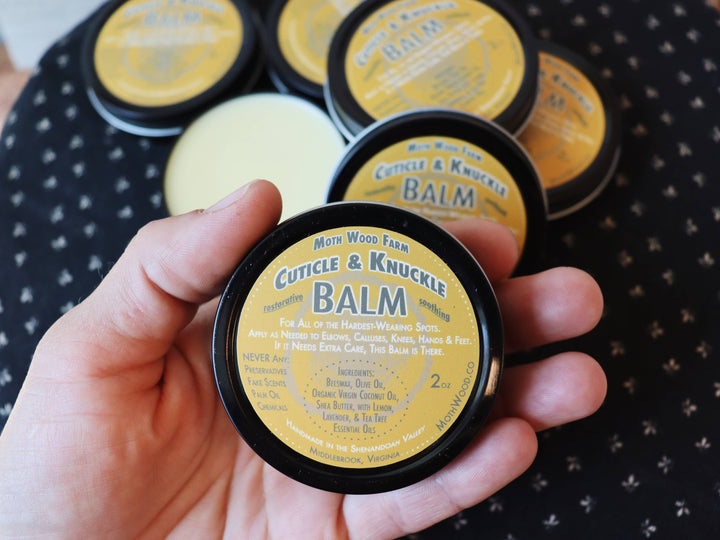 Moth Wood Farm
Cuticle & Knuckle
BALM
restorative
soothing
For All of the Hardest-Wearing Spots.
Apply as Needed to Elbows, Calluses, Knees, Hands & Feet.
If it Needs Extra Care, This Balm is There.
NEVER Any:
Preservatives
Fake Scents
Palm Oil
Chemicals
Ingredients:
Beeswax, Olive Oil,
Organic Virgin Coconut Oil,
Shea Butter, with Lemon,
Lavender, & Tea Tree
Essential Oils
2 oz
MothWood.co
Handmade in the Shenandoah Valley
Middlebrook, Virginia
Moth Wood Farm
Cuticle & Knuckle
BALM
Cuticle & Knuckle
BALM
BALM